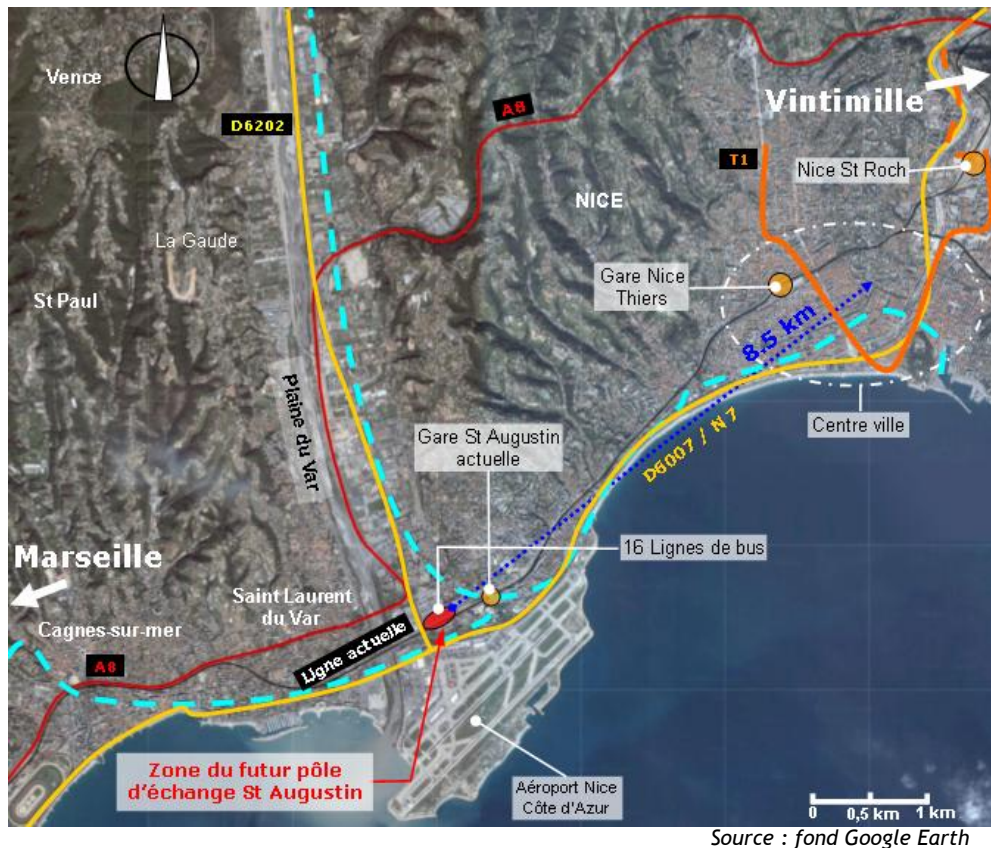 Vence
D6202
A8
Vintimille
T1
Nice St Roch
NICE
La Gaude
St Paul
Gare Nice
Thiers
8.5 km
Plaine du Var
Centre ville
Gare St Augustin
actuelle
D6007 / N 7
16 Lignes de bus
Marseille
Saint Laurent
du Var
Cagnes-sur-mer
Ligne actuelle
A8
Zone du futur pôle
d'échange St Augustin
Aéroport Nice
Côte d'Azur
0 0,5 km 1 km
Source : fond Google Earth